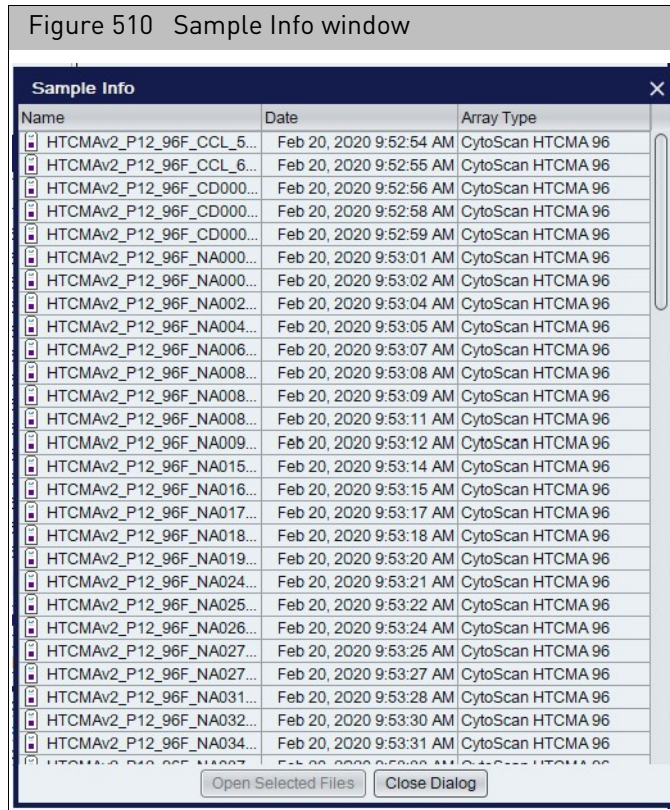 Figure 510 Sample Info window
Sample Info
Name Date Array Type
HTCMAv2_P12_96F_CCL_5... Feb 20, 2020 9:52:54 AM CytoScan HTCMA 96
HTCMAv2_P12_96F_CCL_6... Feb 20, 2020 9:52:55 AM CytoScan HTCMA 96
HTCMAv2_P12_96F_CD000... Feb 20, 2020 9:52:56 AM CytoScan HTCMA 96
HTCMAv2_P12_96F_CD000... Feb 20, 2020 9:52:58 AM CytoScan HTCMA 96
HTCMAv2_P12_96F_CD000... Feb 20, 2020 9:52:59 AM CytoScan HTCMA 96
HTCMAv2_P12_96F_NA000... Feb 20, 2020 9:53:01 AM CytoScan HTCMA 96
HTCMAv2_P12_96F_NA000... Feb 20, 2020 9:53:02 AM CytoScan HTCMA 96
HTCMAv2_P12_96F_NA002... Feb 20, 2020 9:53:04 AM CytoScan HTCMA 96
HTCMAv2_P12_96F_NA004... Feb 20, 2020 9:53:05 AM CytoScan HTCMA 96
HTCMAv2_P12_96F_NA006... Feb 20, 2020 9:53:07 AM CytoScan HTCMA 96
HTCMAv2_P12_96F_NA008... Feb 20, 2020 9:53:08 AM CytoScan HTCMA 96
HTCMAv2_P12_96F_NA008... Feb 20, 2020 9:53:09 AM CytoScan HTCMA 96
HTCMAv2_P12_96F_NA008... Feb 20, 2020 9:53:11 AM CytoScan HTCMA 96
HTCMAv2_P12_96F_NA009... Feb 20, 2020 9:53:12 AM CytoScan HTCMA 96
HTCMAv2_P12_96F_NA015... Feb 20, 2020 9:53:14 AM CytoScan HTCMA 96
HTCMAv2_P12_96F_NA016... Feb 20, 2020 9:53:15 AM CytoScan HTCMA 96
HTCMAv2_P12_96F_NA017... Feb 20, 2020 9:53:17 AM CytoScan HTCMA 96
HTCMAv2_P12_96F_NA018... Feb 20, 2020 9:53:18 AM CytoScan HTCMA 96
HTCMAv2_P12_96F_NA019... Feb 20, 2020 9:53:20 AM CytoScan HTCMA 96
HTCMAv2_P12_96F_NA024... Feb 20, 2020 9:53:21 AM CytoScan HTCMA 96
HTCMAv2_P12_96F_NA025... Feb 20, 2020 9:53:22 AM CytoScan HTCMA 96
HTCMAv2_P12_96F_NA026... Feb 20, 2020 9:53:24 AM CytoScan HTCMA 96
HTCMAv2_P12_96F_NA027... Feb 20, 2020 9:53:25 AM CytoScan HTCMA 96
HTCMAv2_P12_96F_NA027... Feb 20, 2020 9:53:27 AM CytoScan HTCMA 96
HTCMAv2_P12_96F_NA031... Feb 20, 2020 9:53:28 AM CytoScan HTCMA 96
HTCMAv2_P12_96F_NA032... Feb 20, 2020 9:53:30 AM CytoScan HTCMA 96
HTCMAv2_P12_96F_NA034... Feb 20, 2020 9:53:31 AM CytoScan HTCMA 96
Open Selected Files Close Dialog